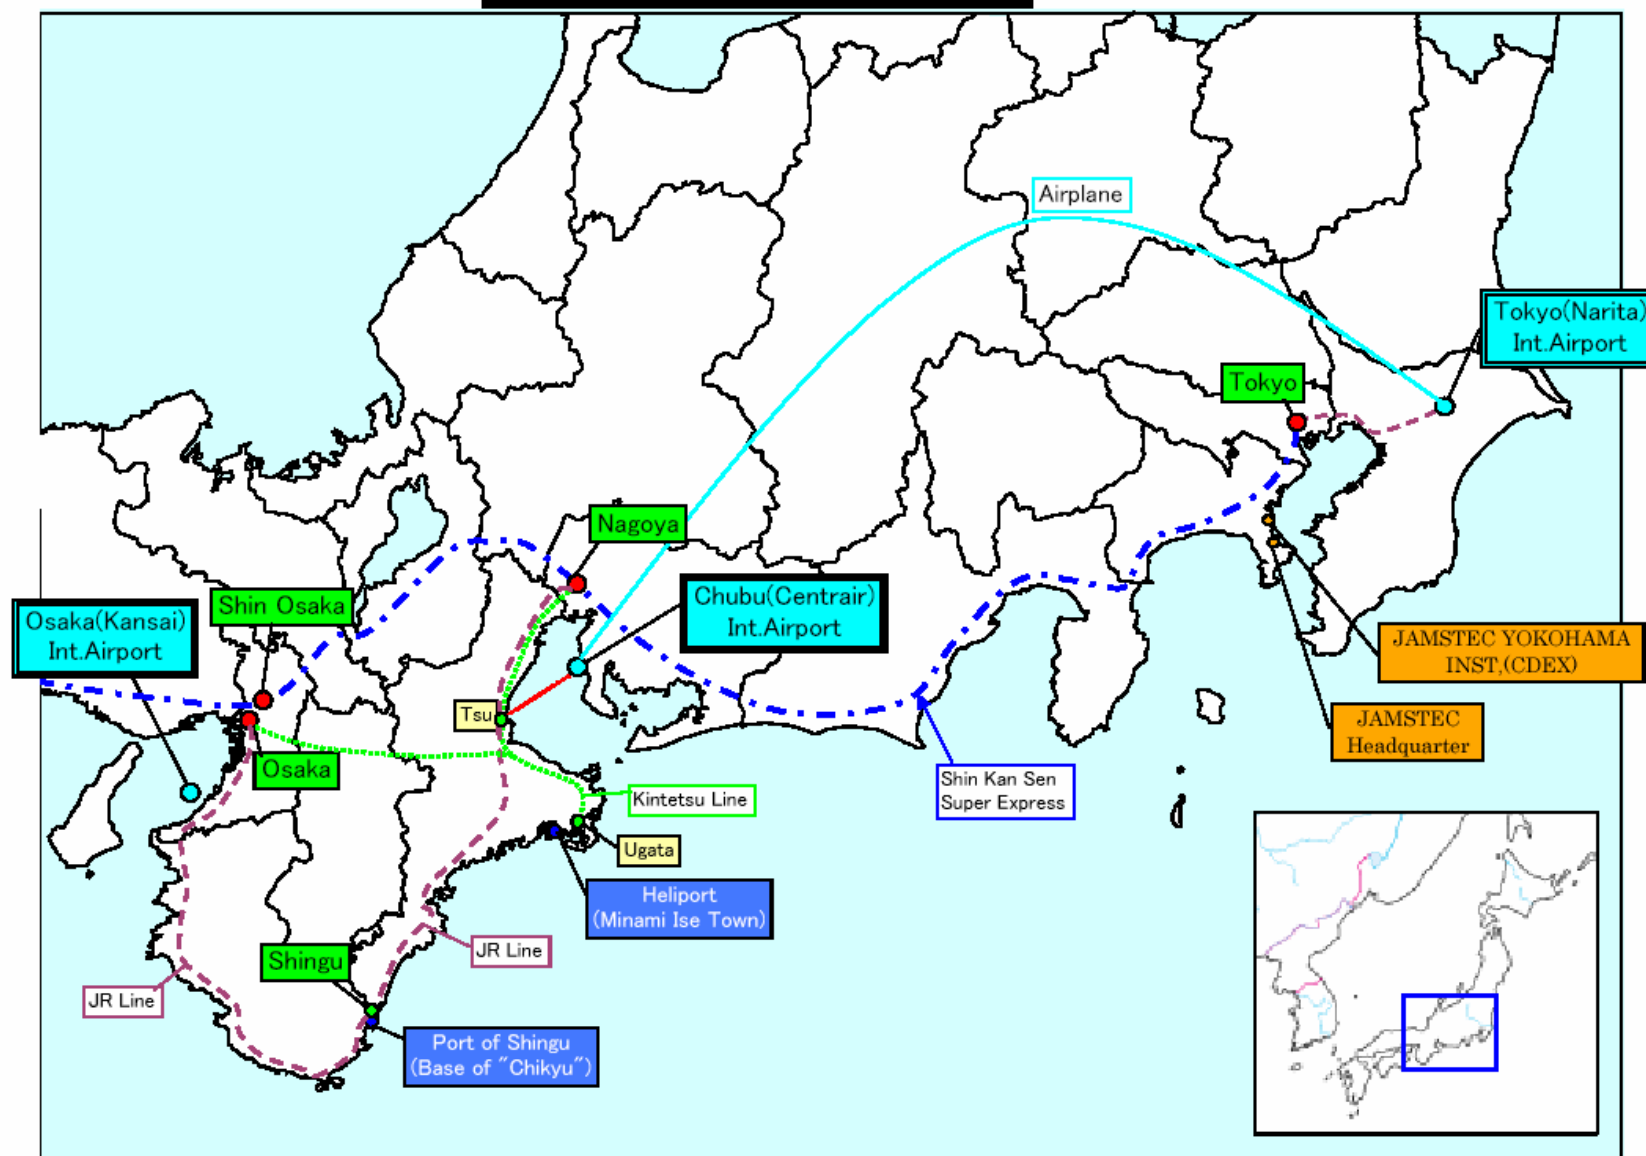 Airplane
Tokyo(Narita)
Int.Airport
Tokyo
Nagoya
Chubu(Centrair)
Int.Airport
Shin Osaka
Osaka(Kansai)
Int.Airport
JAMSTEC YOKOHAMA
INST,(CDEX)
Tsu
JAMSTEC
Headquarter
Osaka
Shin Kan Sen
Super Express
Kintetsu Line
Ugata
Heliport
(Minami Ise Town)
JR Line
Shingu
JR Line
Port of Shingu
(Base of "Chikyu")